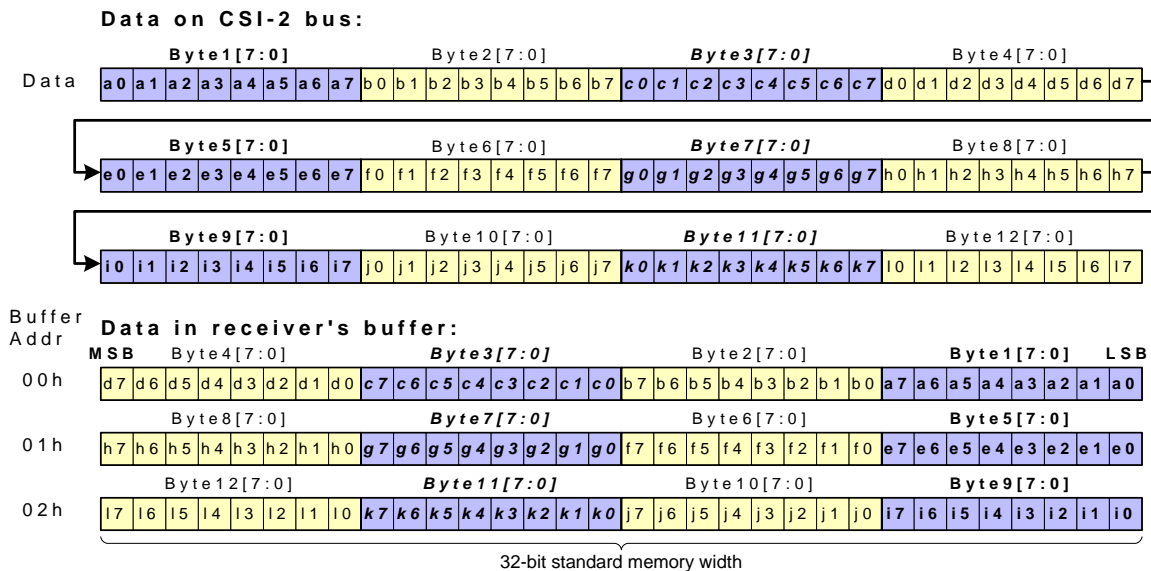 Data on CSI-2 bus:
Byte1[7:0] Byte2[7:0] Byte3[7:0] Byte4[7:0]
Data a0 a1 a2 a3 a4 a5 a6 a7 b0 b1 b2 b3 b4 b5 b6 b7 c0 c1 c2 c3 c4 c5 c6 c7 d0 d1 d2 d3 d4 d5 d6 d7
Byte5[7:0] Byte6[7:0] Byte7[7:0] Byte8[7:0]
e0 e1 e2 e3 e4 e5 e6 e7 f0 f1 f2 f3 f4 f5 f6 f7 g0 g1 g2 g3 g4 g5 g6 g7 h0 h1 h2 h3 h4 h5 h6 h7
Byte9[7:0] Byte10[7:0] Byte11[7:0] Byte12[7:0]
i0 i1 i2 i3 i4 i5 i6 i7 j0 j1 j2 j3 j4 j5 j6 j7 k0 k1 k2 k3 k4 k5 k6 k7 l0 l1 l2 l3 l4 l5 l6 l7
Buffer
Addr
Data in receiver's buffer:
MSB Byte4[7:0] Byte3[7:0] Byte2[7:0] Byte1[7:0] LSB
00h d7 d6 d5 d4 d3 d2 d1 d0 c7 c6 c5 c4 c3 c2 c1 c0 b7 b6 b5 b4 b3 b2 b1 b0 a7 a6 a5 a4 a3 a2 a1 a0
Byte8[7:0] Byte7[7:0] Byte6[7:0] Byte5[7:0]
01h h7 h6 h5 h4 h3 h2 h1 h0 g7 g6 g5 g4 g3 g2 g1 g0 f7 f6 f5 f4 f3 f2 f1 f0 e7 e6 e5 e4 e3 e2 e1 e0
Byte12[7:0] Byte11[7:0] Byte10[7:0] Byte9[7:0]
02h l7 l6 l5 l4 l3 l2 l1 l0 k7 k6 k5 k4 k3 k2 k1 k0 j7 j6 j5 j4 j3 j2 j1 j0 i7 i6 i5 i4 i3 i2 i1 i0
32-bit standard memory width